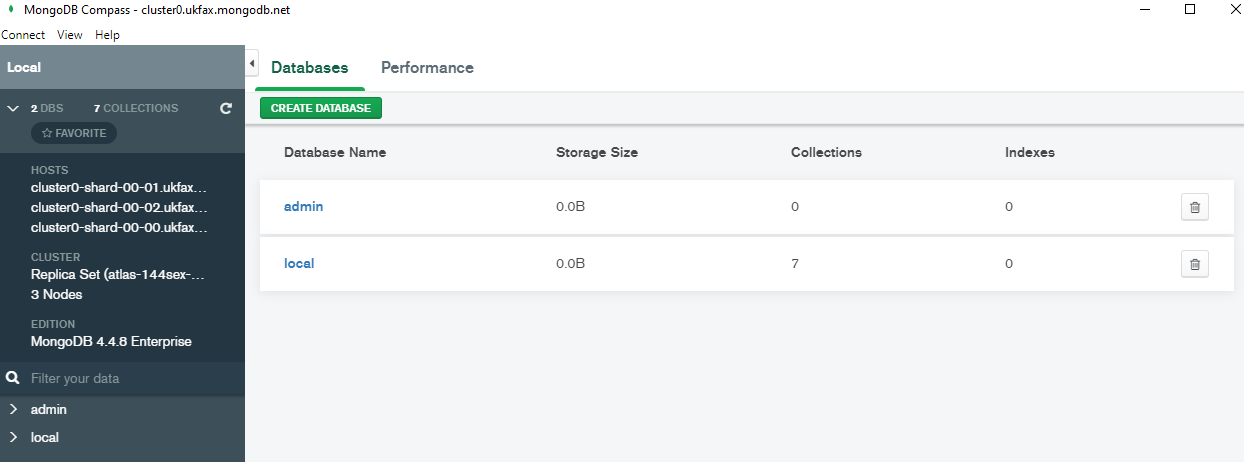 MongoDB Compass - cluster0.ukfax.mongodb.net
Connect View Help
Local
2 DBS 7 COLLECTIONS
FAVORITE
HOSTS
cluster0-shard-00-01.ukfax...
cluster0-shard-00-02.ukfax...
cluster0-shard-00-00.ukfax...
CLUSTER
Replica Set (atlas-144sex-...
3 Nodes
EDITION
MongoDB 4.4.8 Enterprise
Filter your data
admin
local
Databases Performance
CREATE DATABASE
Database Name Storage Size Collections Indexes
admin 0.0B 0 0
local 0.0B 7 0